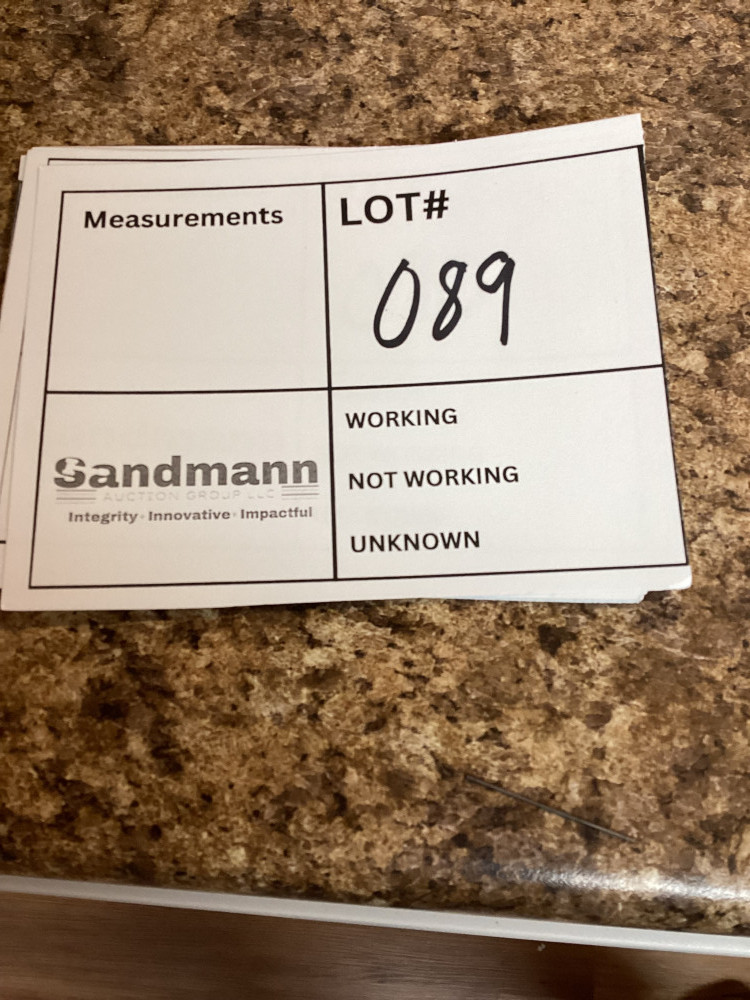 Measurements
LOT#
089
WORKING
NOT WORKING
UNKNOWN
Sandmann
AUCTION GROUP LLC
Integrity · Innovative · Impactful